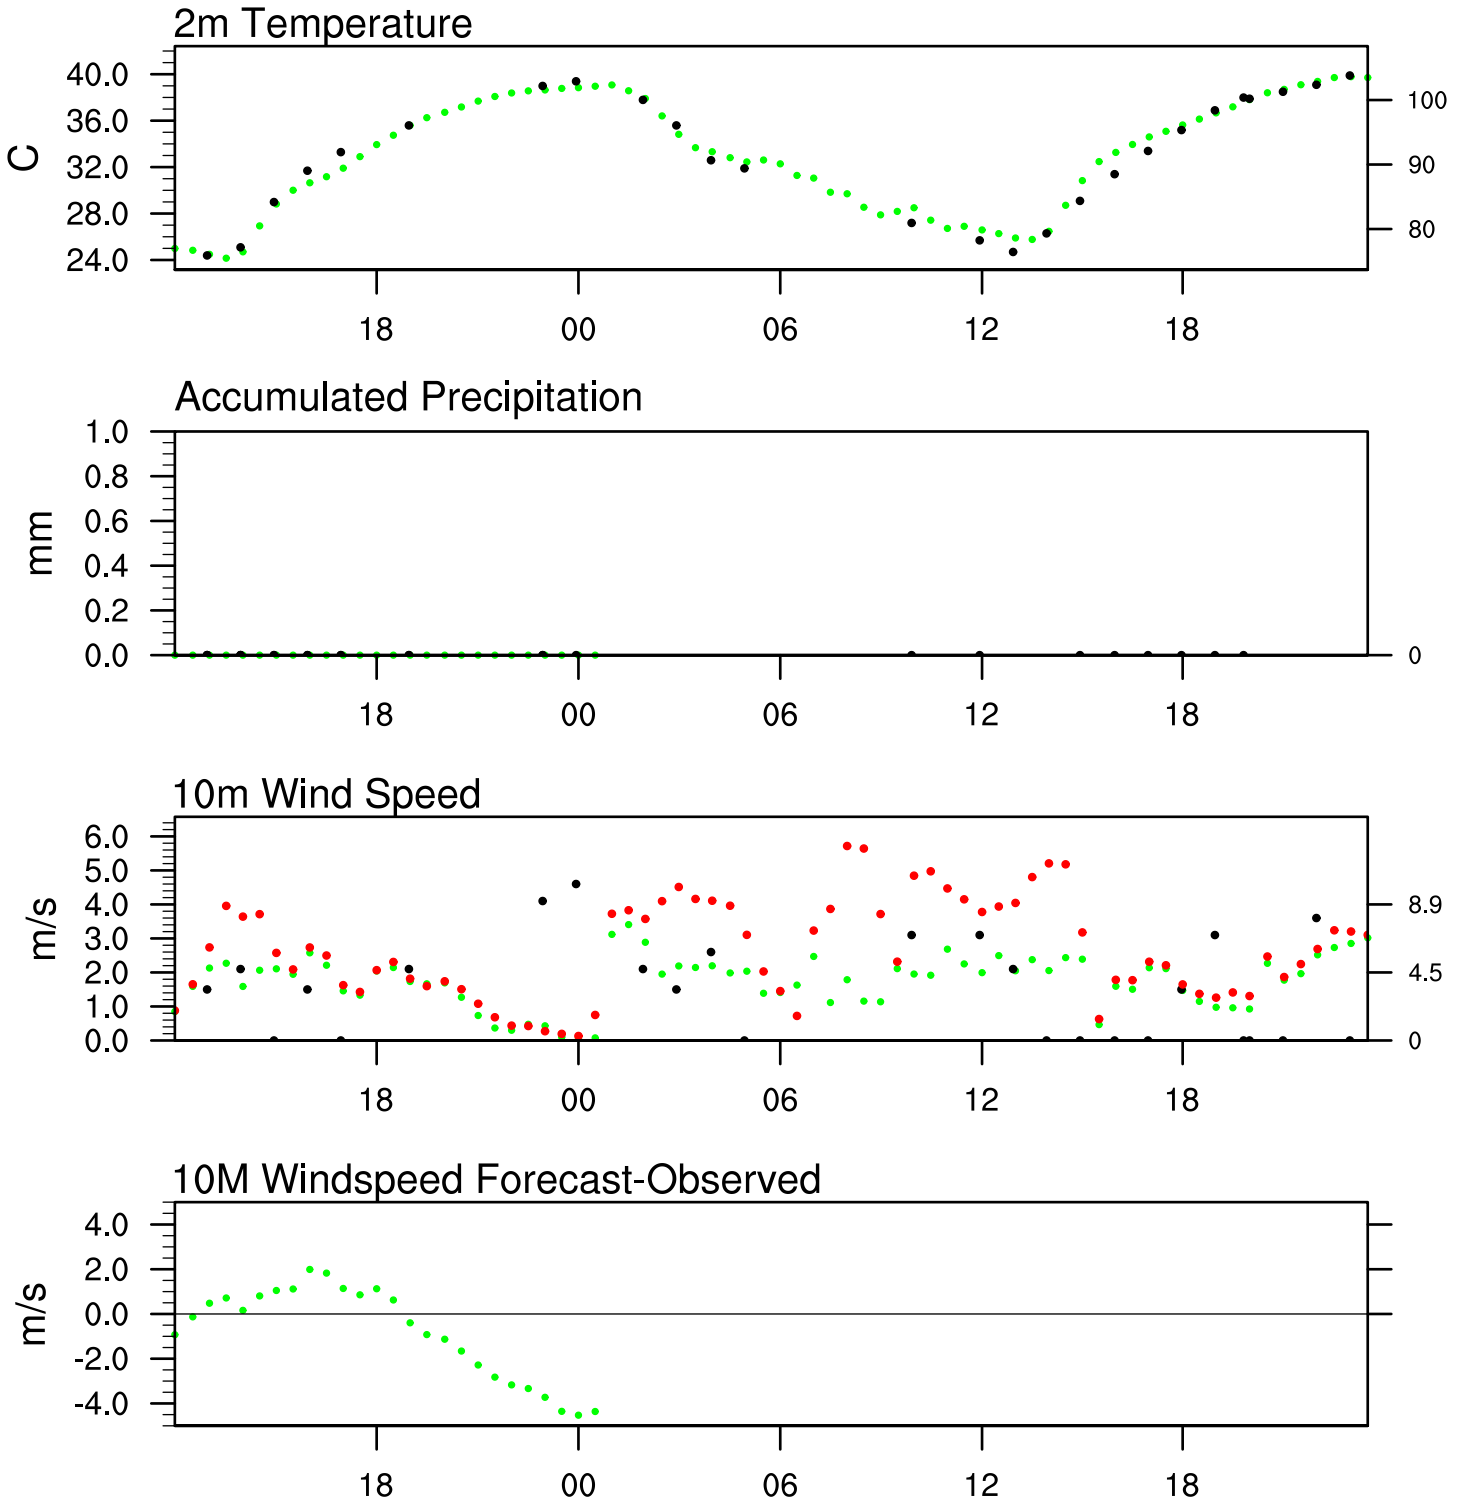 2m Temperature
40.0
36.0
32.0
28.0
24.0
C
100
90
80
18 00 06 12 18
Accumulated Precipitation
1.0
0.8
0.6
0.4
0.2
0.0
mm
0
18 00 06 12 18
10m Wind Speed
6.0
5.0
4.0
3.0
2.0
1.0
0.0
m/s
8.9
4.5
0
18 00 06 12 18
10M Windspeed Forecast-Observed
4.0
2.0
0.0
-2.0
-4.0
m/s
18 00 06 12 18